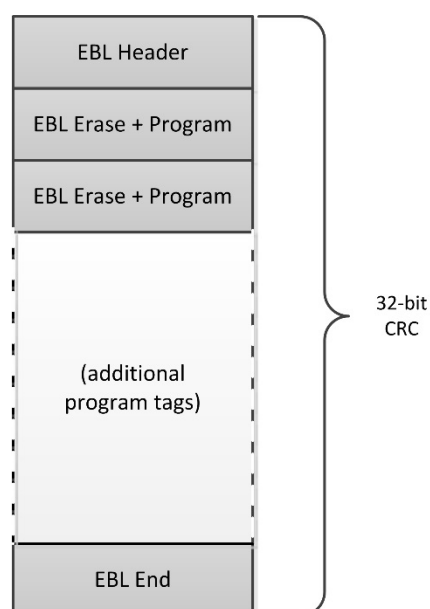 EBL Header
EBL Erase + Program
EBL Erase + Program
32-bit
CRC
(additional
program tags)
EBL End